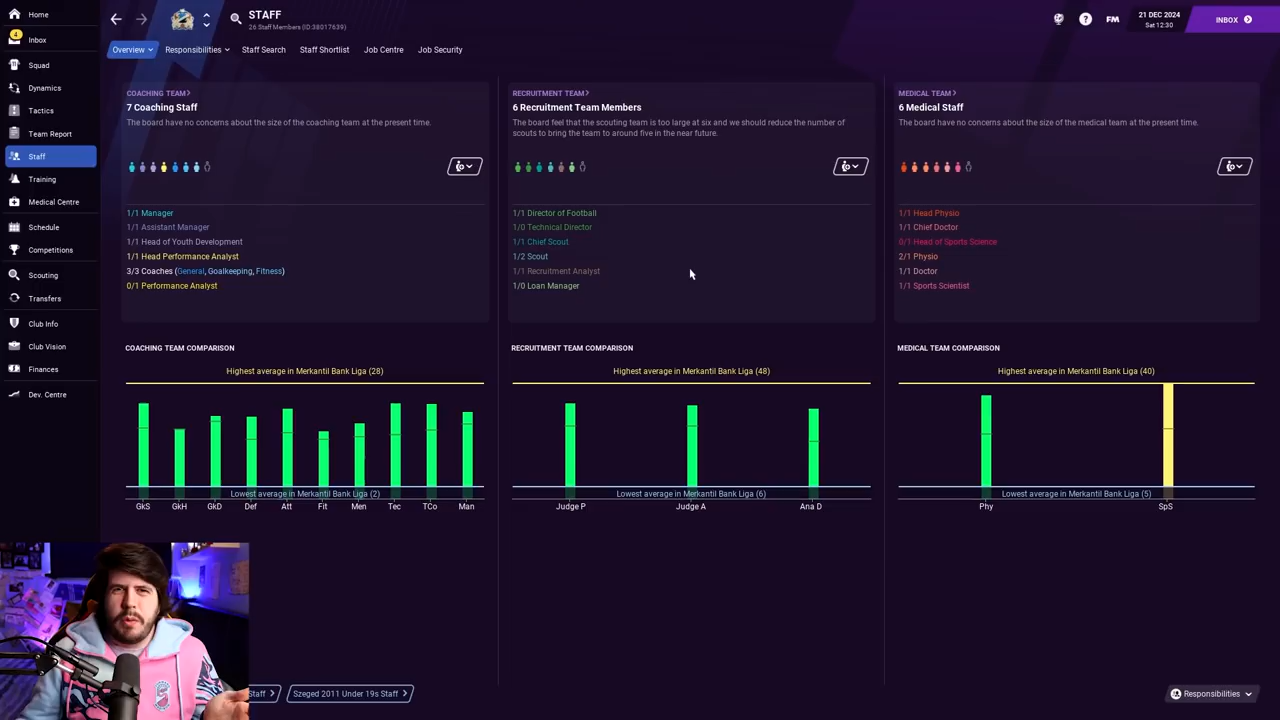 Home
4
Inbox
Squad
Dynamics
Tactics
Team Report
Staff
Training
Medical Centre
Schedule
Competitions
Scouting
Transfers
Club Info
Club Vision
Finances
Dev. Centre
STAFF
26 Staff Members (ID:38017639)
?
FM
21 DEC 2024
Sat 12:30
INBOX
Overview
Responsibilities
Staff Search
Staff Shortlist
Job Centre
Job Security
COACHING TEAM
7 Coaching Staff
The board have no concerns about the size of the coaching team at the present time.
1/1 Manager
1/1 Assistant Manager
1/1 Head of Youth Development
1/1 Head Performance Analyst
3/3 Coaches (General, Goalkeeping, Fitness)
0/1 Performance Analyst
RECRUITMENT TEAM
6 Recruitment Team Members
The board feel that the scouting team is too large at six and we should reduce the number of
scouts to bring the team to around five in the near future.
1/1 Director of Football
1/0 Technical Director
1/1 Chief Scout
1/2 Scout
1/1 Recruitment Analyst
1/0 Loan Manager
MEDICAL TEAM
6 Medical Staff
The board have no concerns about the size of the medical team at the present time.
1/1 Head Physio
1/1 Chief Doctor
0/1 Head of Sports Science
2/1 Physio
1/1 Doctor
1/1 Sports Scientist
COACHING TEAM COMPARISON
Highest average in Merkantil Bank Liga (28)
Lowest average in Merkantil Bank Liga (2)
GkS GkH GkD Def Att Fit Men Tec TCo Man
RECRUITMENT TEAM COMPARISON
Highest average in Merkantil Bank Liga (48)
Lowest average in Merkantil Bank Liga (6)
Judge P Judge A Ana D
MEDICAL TEAM COMPARISON
Highest average in Merkantil Bank Liga (40)
Lowest average in Merkantil Bank Liga (5)
Phy SpS
Staff
Szeged 2011 Under 19s Staff
Responsibilities